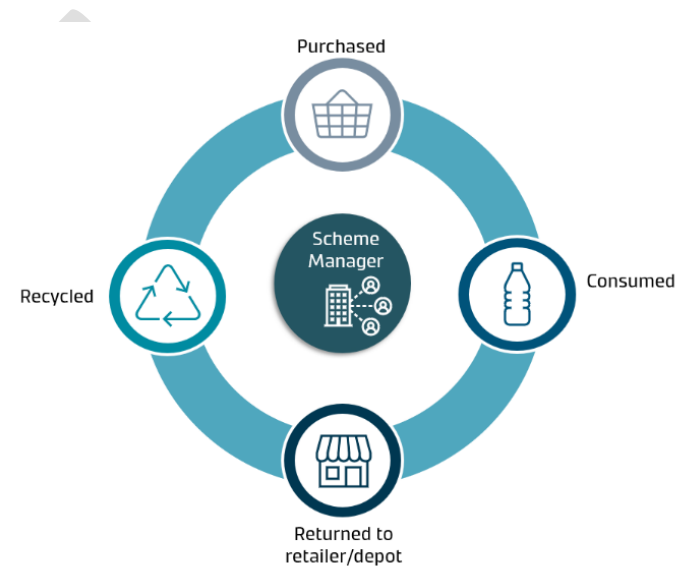 Purchased
Scheme
Manager
Consumed
Recycled
Returned to
retailer/depot